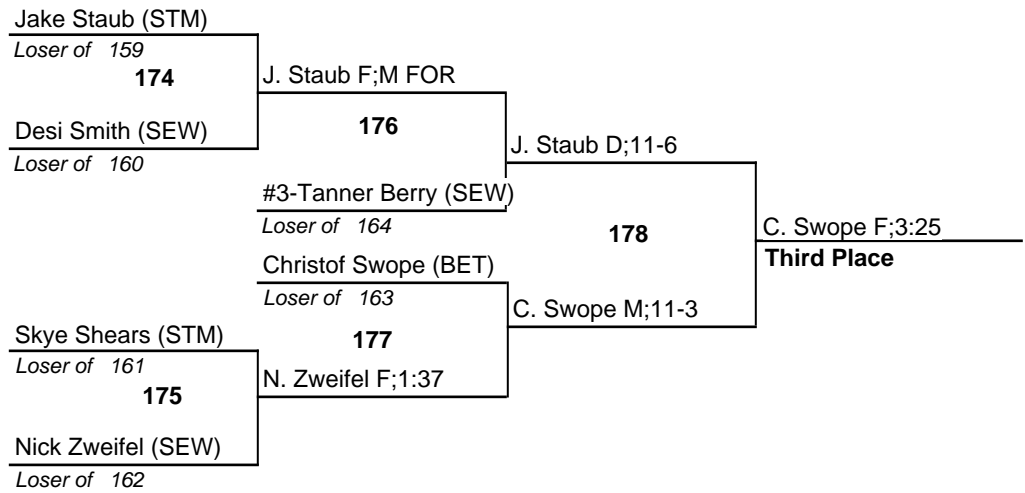 Jake Staub (STM)
Loser of 159
174
J. Staub F;M FOR
Desi Smith (SEW)
Loser of 160
176
J. Staub D;11-6
#3-Tanner Berry (SEW)
Loser of 164
178
C. Swope F;3:25
Third Place
Christof Swope (BET)
Loser of 163
C. Swope M;11-3
Skye Shears (STM)
Loser of 161
177
175
N. Zweifel F;1:37
Nick Zweifel (SEW)
Loser of 162